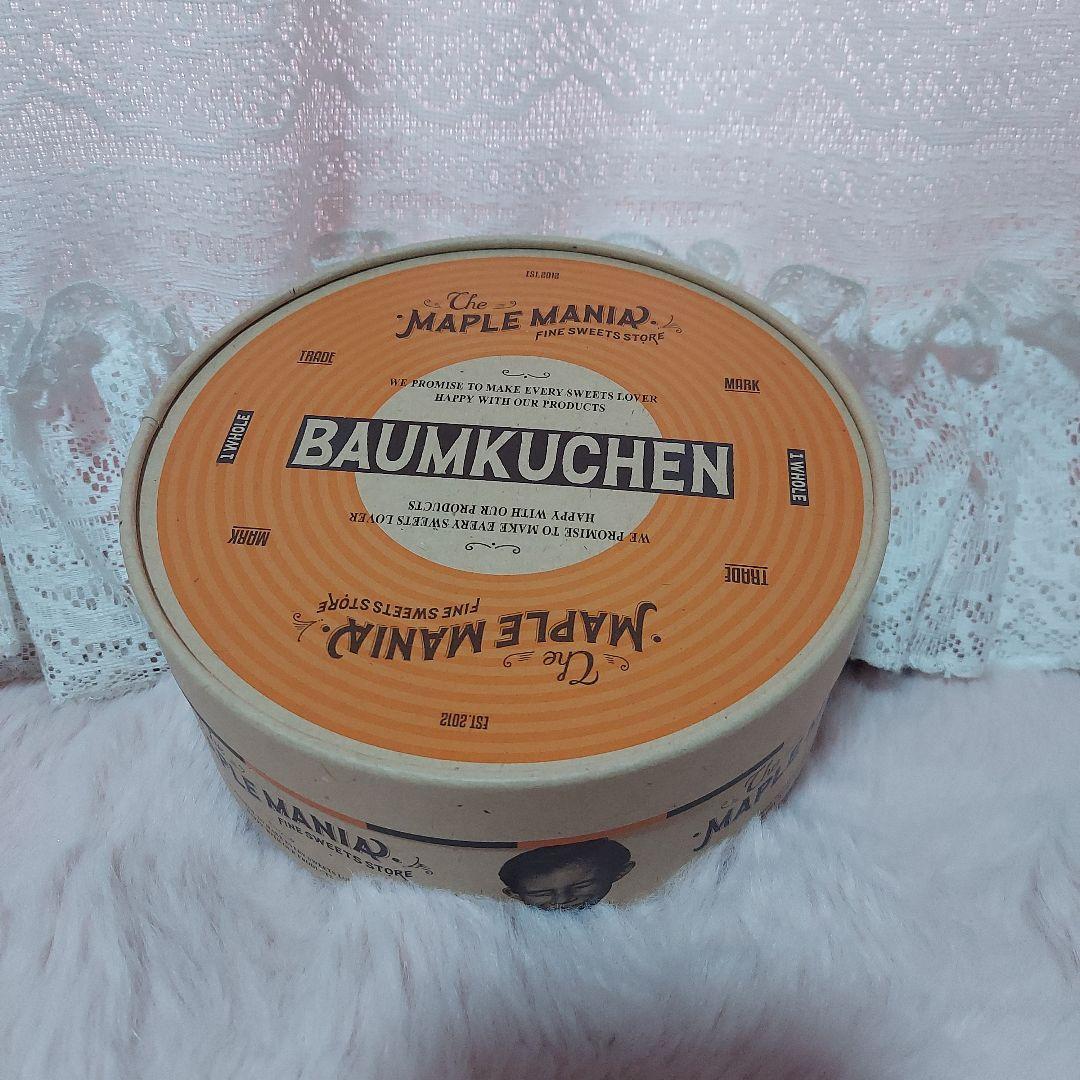 EST.2012
The
MAPLE MANIA
FINE SWEETS STORE
TRADE
MARK
WE PROMISE TO MAKE EVERY SWEETS LOVER
HAPPY WITH OUR PRODUCTS
1 WHOLE
BAUMKUCHEN
1 WHOLE
WE PROMISE TO MAKE EVERY SWEETS LOVER
HAPPY WITH OUR PRODUCTS
TRADE
MARK
The
MAPLE MANIA
FINE SWEETS STORE
EST.2012
MAPLE MANIA
FINE SWEETS STORE
The
MAPLE